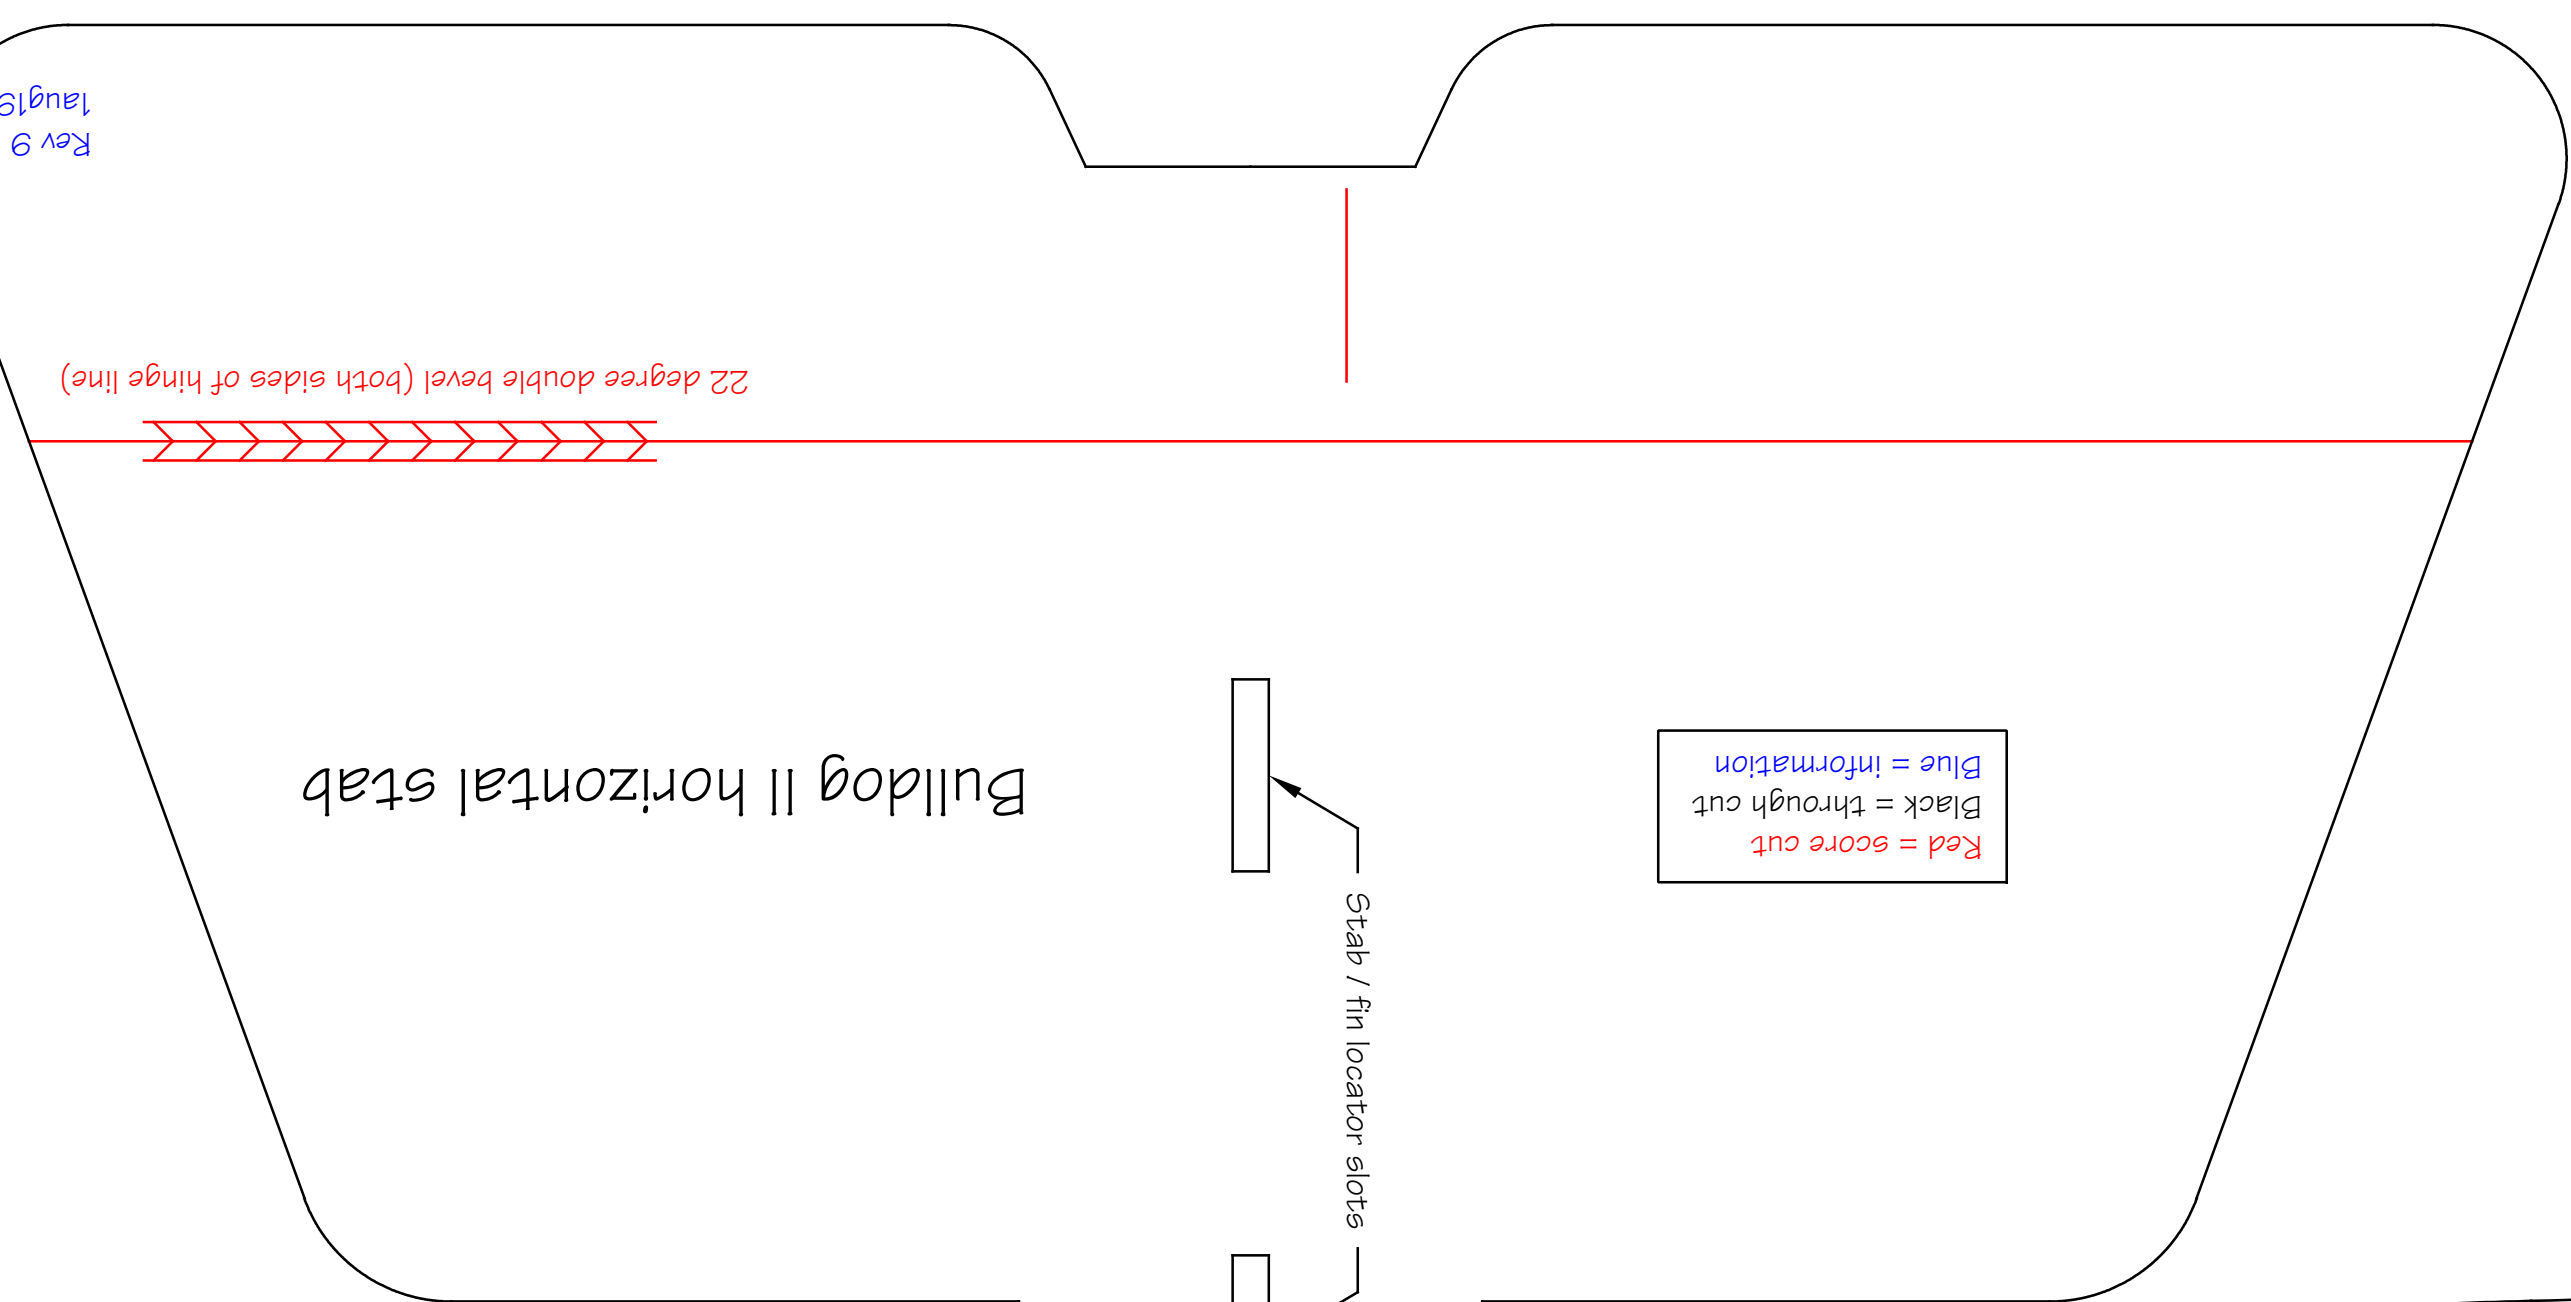 Rev 9
1aug19
22 degree double bevel (both sides of hinge line)
Bulldog II horizontal stab
Red = score cut
Black = through cut
Blue = information
Stab / fin locator slots